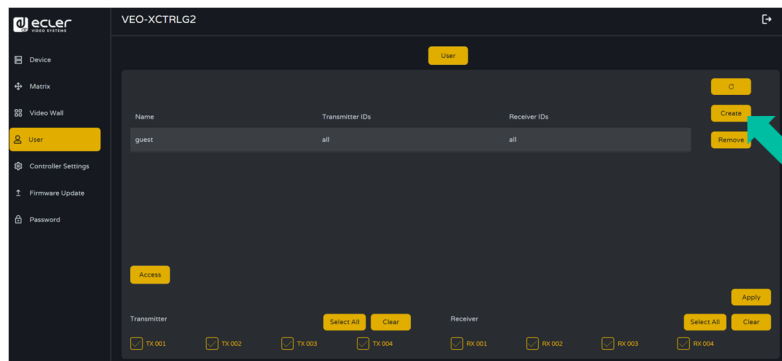 ecler
VIDEO SYSTEMS
VEO-XCTRLG2
Device
Matrix
Video Wall
User
Controller Settings
Firmware Update
Password
User
Create
Remove
Name Transmitter IDs Receiver IDs
guest all all
Access
Apply
Transmitter Select All Clear Receiver Select All Clear
TX 001 TX 002 TX 003 TX 004 RX 001 RX 002 RX 003 RX 004